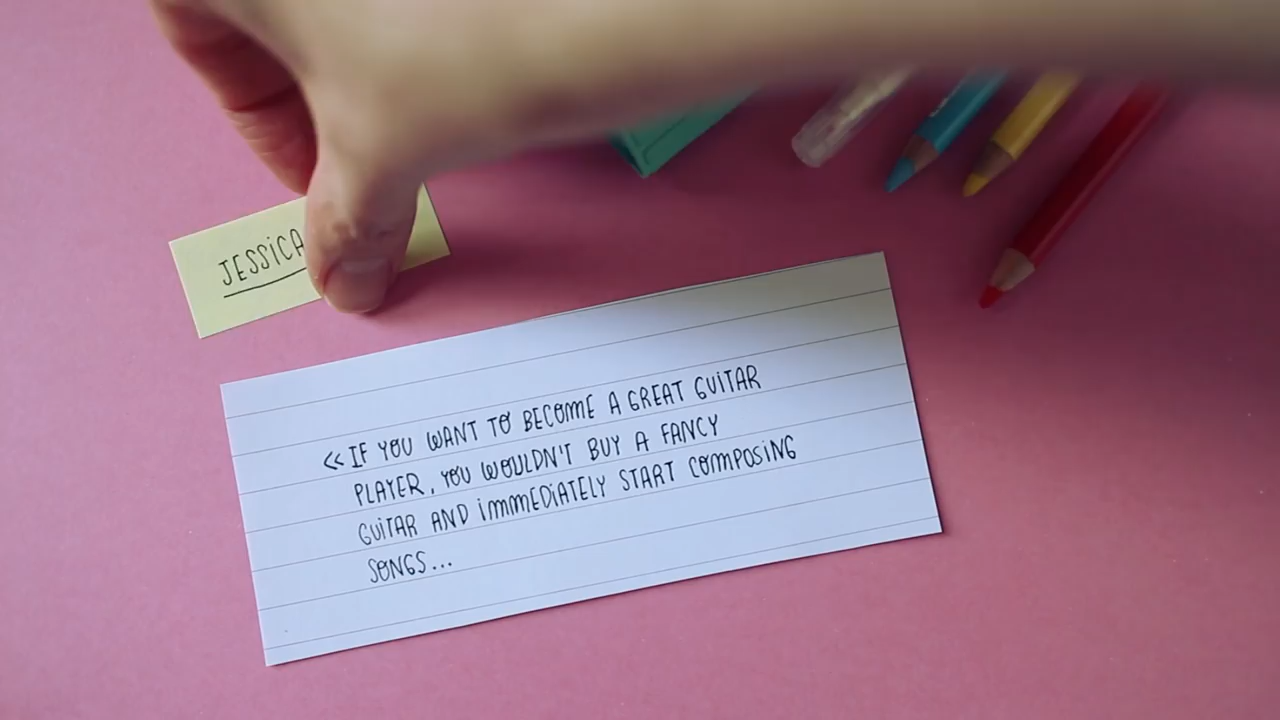 JESSICA
« IF YOU WANT TO BECOME A GREAT GUITAR
PLAYER, YOU WOULDN'T BUY A FANCY
GUITAR AND IMMEDIATELY START COMPOSING
SONGS...